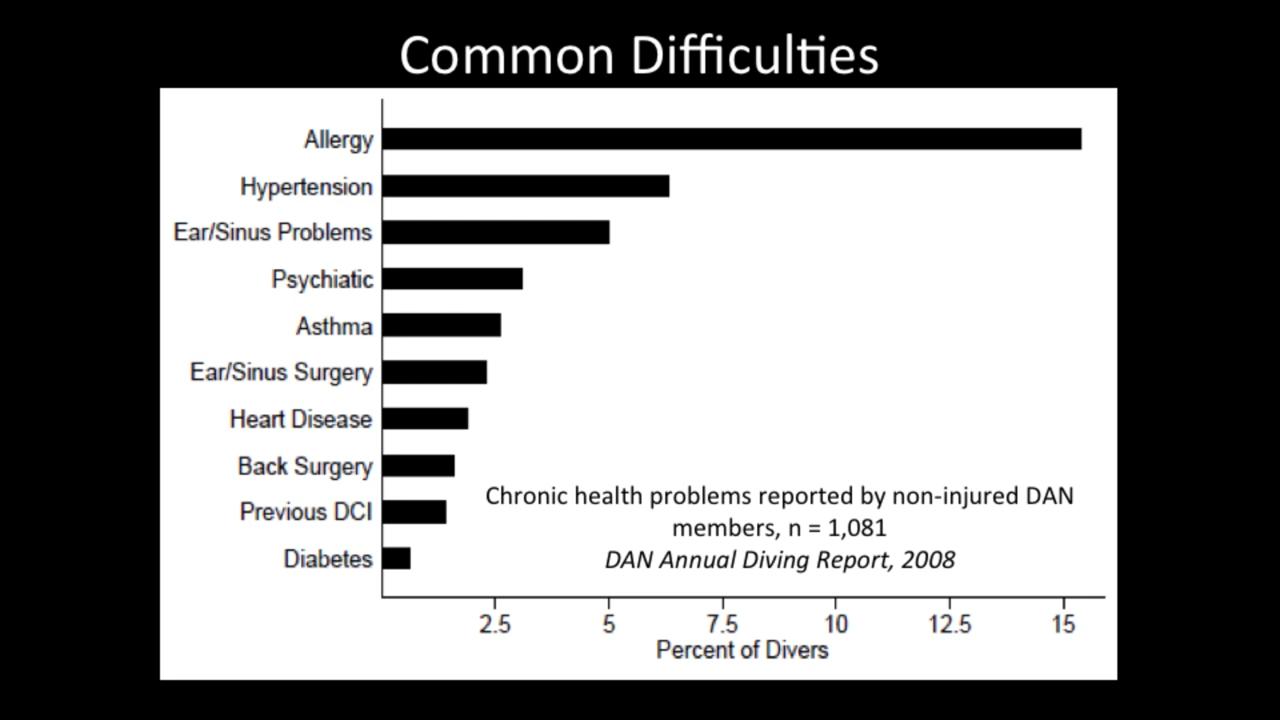 Common Difficulties
Allergy
Hypertension
Ear/Sinus Problems
Psychiatic
Asthma
Ear/Sinus Surgery
Heart Disease
Back Surgery
Previous DCI
Diabetes
Chronic health problems reported by non-injured DAN
members, n = 1,081
DAN Annual Diving Report, 2008
2.5 5 7.5 10 12.5 15
Percent of Divers